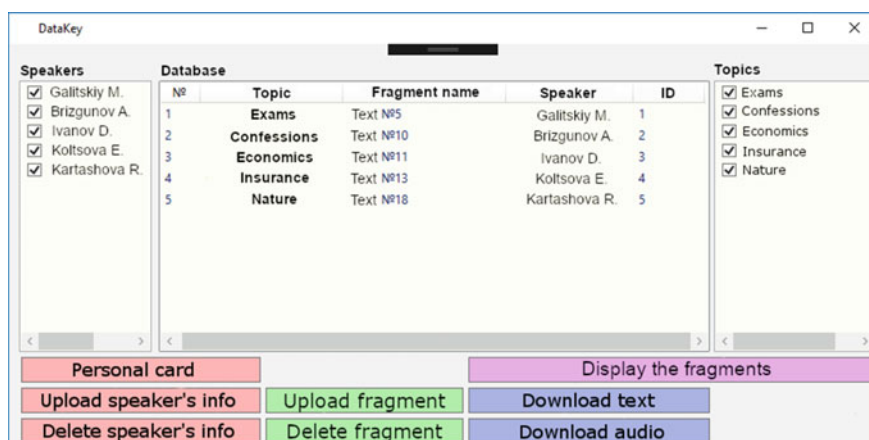 DataKey
Speakers
Galitskiy M.
Brizgunov A.
Ivanov D.
Koltsova E.
Kartashova R.
Database
№ Topic Fragment name Speaker ID
1 Exams Text №5 Galitskiy M. 1
2 Confessions Text №10 Brizgunov A. 2
3 Economics Text №11 Ivanov D. 3
4 Insurance Text №13 Koltsova E. 4
5 Nature Text №18 Kartashova R. 5
Topics
Exams
Confessions
Economics
Insurance
Nature
Personal card Display the fragments
Upload speaker's info Upload fragment Download text
Delete speaker's info Delete fragment Download audio